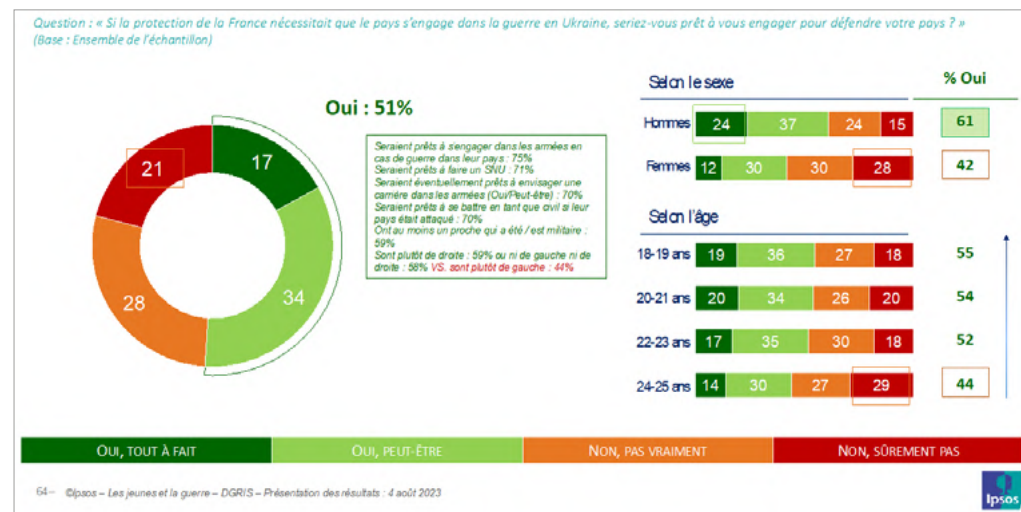 Question : « Si la protection de la France nécessitait que le pays s'engage dans la guerre en Ukraine, seriez-vous prêt à vous engager pour défendre votre pays ? »
(Base : Ensemble de l'échantillon)
Oui : 51%
17
34
28
21
Seraient prêts à s'engager dans les armées en
cas de guerre dans leur pays : 75%
Seraient prêts à faire un SNU : 71%
Seraient éventuellement prêts à envisager une
carrière dans les armées (Oui/Peut-être) : 70%
Seraient prêts à se battre en tant que civil si leur
pays était attaqué : 70%
Ont au moins un proche qui a été / est militaire :
59%
Sont plutôt de droite : 59% ou ni de gauche ni de
droite : 58% VS. sont plutôt de gauche : 44%
Selon le sexe % Oui
Hommes 24 37 24 15 61
Femmes 12 30 30 28 42
Selon l'âge
18-19 ans 19 36 27 18 55
20-21 ans 20 34 26 20 54
22-23 ans 17 35 30 18 52
24-25 ans 14 30 27 29 44
OUI, TOUT À FAIT OUI, PEUT-ÊTRE NON, PAS VRAIMENT NON, SÛREMENT PAS
64– ©Ipsos – Les jeunes et la guerre – DGRIS – Présentation des résultats : 4 août 2023
Ipsos